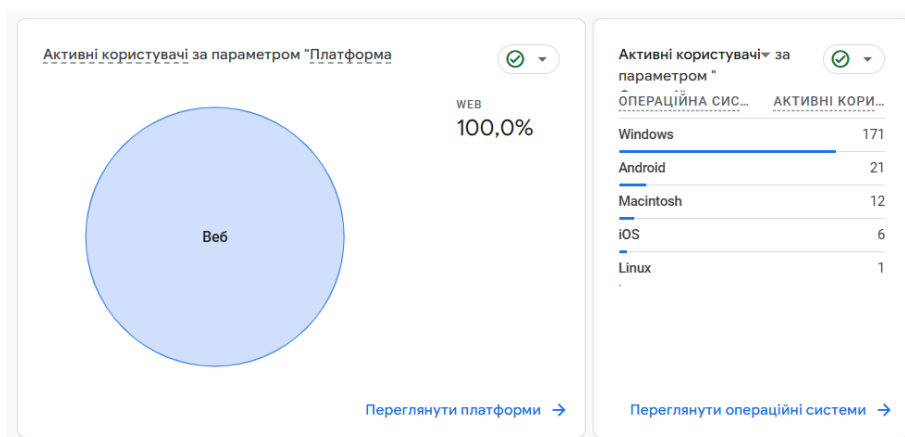 Активні користувачі за параметром "Платформа
WEB
100,0%
Веб
Переглянути платформи →
Активні користувачі за
параметром "
ОПЕРАЦІЙНА СИС... АКТИВНІ КОРИ...
Windows 171
Android 21
Macintosh 12
iOS 6
Linux 1
Переглянути операційні системи →